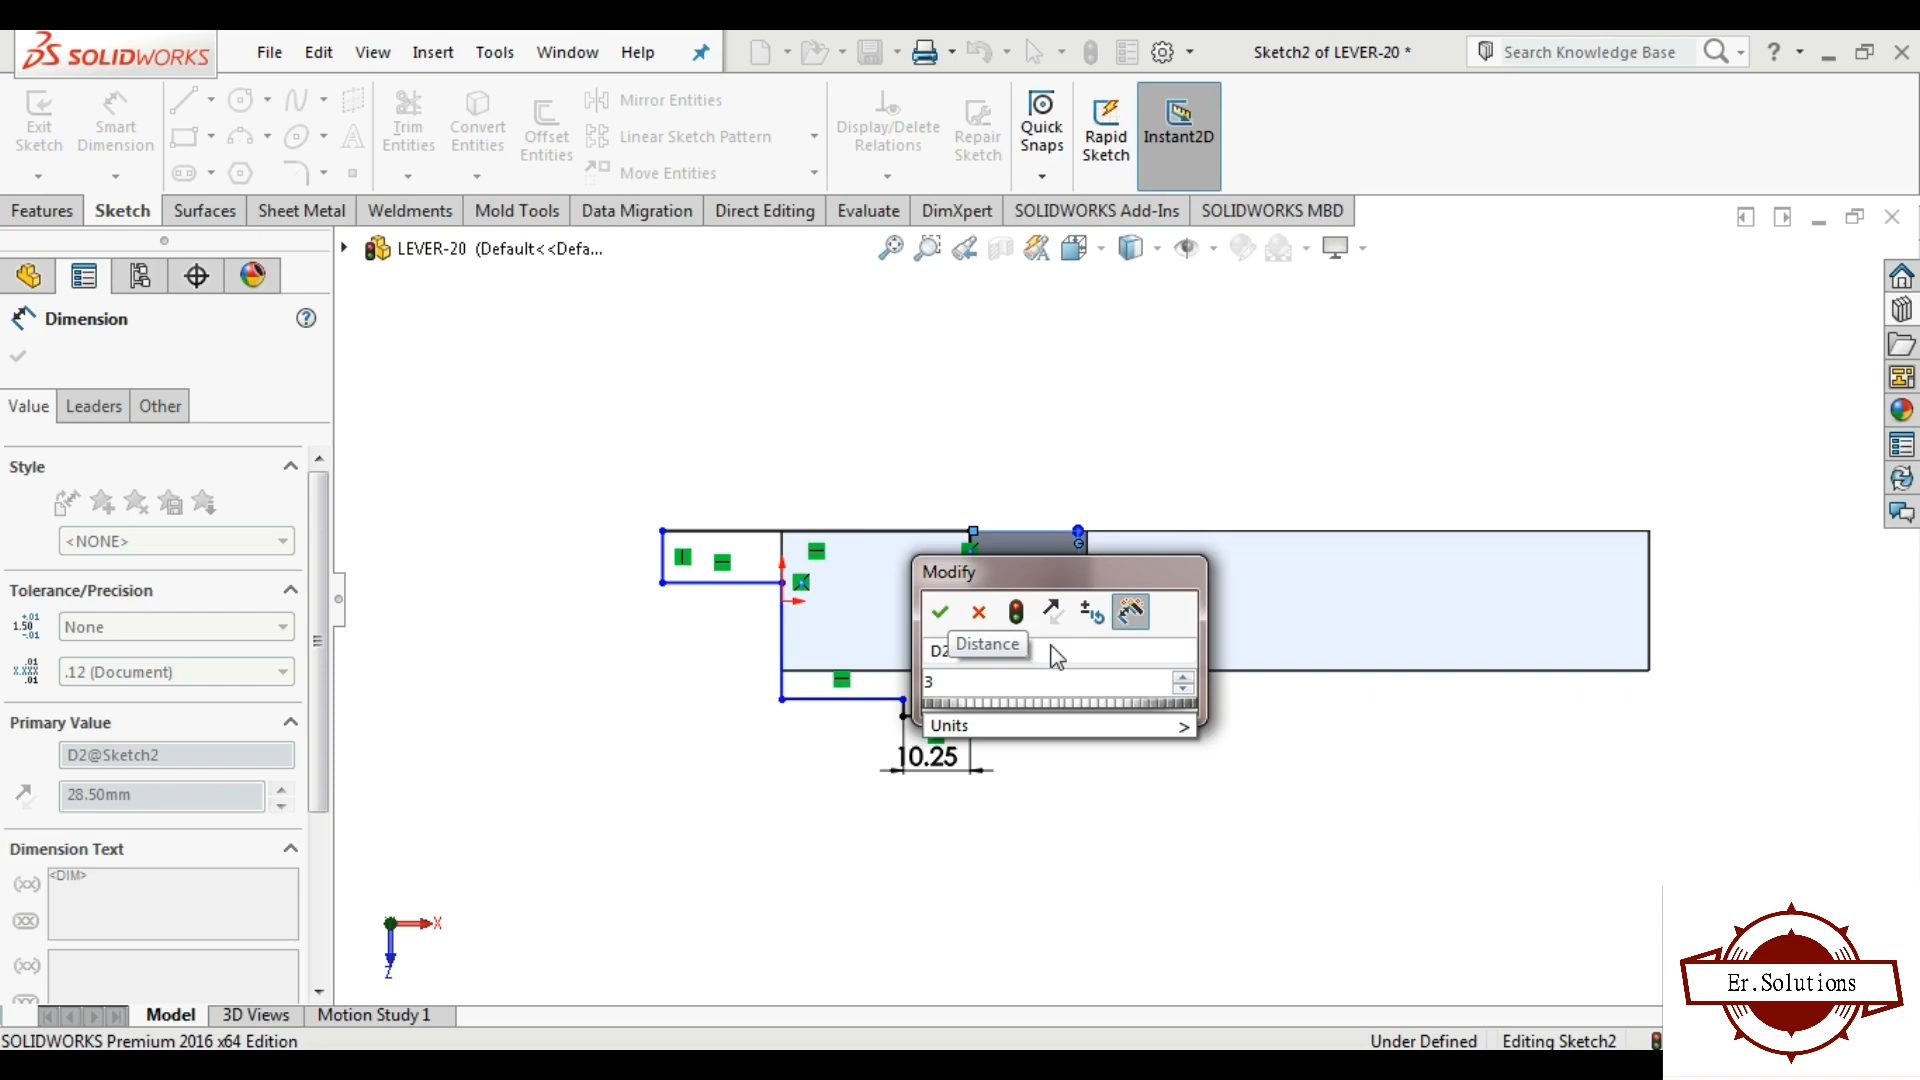 SOLIDWORKS File Edit View Insert Tools Window Help Sketch2 of LEVER-20 * Search Knowledge Base ?
Exit Sketch
Smart Dimension
Trim Entities
Convert Entities
Offset Entities
Mirror Entities
Linear Sketch Pattern
Move Entities
Display/Delete Relations
Repair Sketch
Quick Snaps
Rapid Sketch
Instant2D
Features Sketch Surfaces Sheet Metal Weldments Mold Tools Data Migration Direct Editing Evaluate DimXpert SOLIDWORKS Add-Ins SOLIDWORKS MBD
LEVER-20 (Default<<Defa...
Dimension
Value Leaders Other
Style
<NONE>
Tolerance/Precision
None
.12 (Document)
Primary Value
D2@Sketch2
28.50mm
Dimension Text
<DIM>
Modify
Distance
D2
3
Units >
10.25
X
Z
Er.Solutions
Model 3D Views Motion Study 1
SOLIDWORKS Premium 2016 x64 Edition Under Defined Editing Sketch2